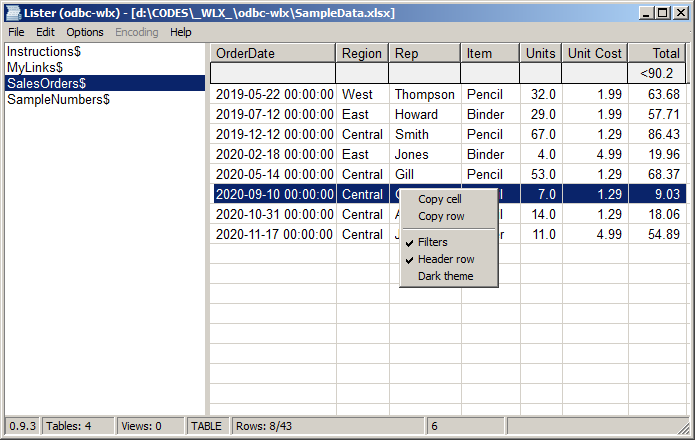 Lister (odbc-wlx) - [d:\CODES\_WLX_\odbc-wlx\SampleData.xlsx]
File Edit Options Encoding Help
Instructions$
MyLinks$
SalesOrders$
SampleNumbers$
OrderDate Region Rep Item Units Unit Cost Total
<90.2
2019-05-22 00:00:00 West Thompson Pencil 32.0 1.99 63.68
2019-07-12 00:00:00 East Howard Binder 29.0 1.99 57.71
2019-12-12 00:00:00 Central Smith Pencil 67.0 1.29 86.43
2020-02-18 00:00:00 East Jones Binder 4.0 4.99 19.96
2020-05-14 00:00:00 Central Gill Pencil 53.0 1.29 68.37
2020-09-10 00:00:00 Central 7.0 1.29 9.03
2020-10-31 00:00:00 Central 14.0 1.29 18.06
2020-11-17 00:00:00 Central 11.0 4.99 54.89
Copy cell
Copy row
Filters
Header row
Dark theme
0.9.3 Tables: 4 Views: 0 TABLE Rows: 8/43 6